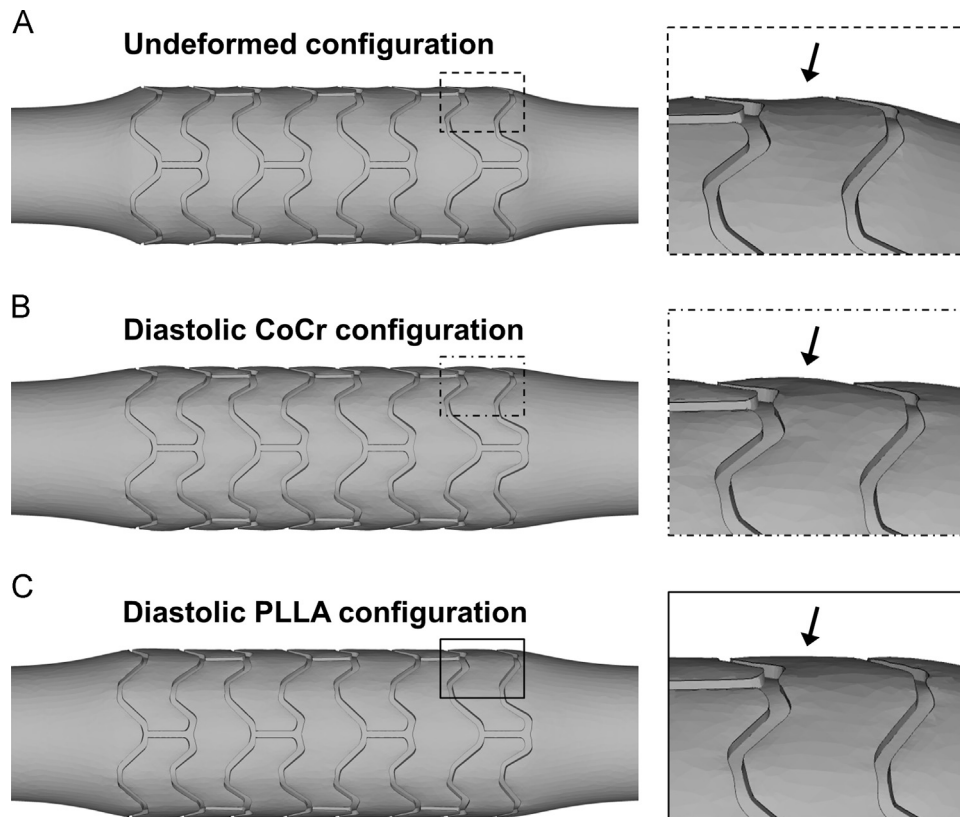 A
Undeformed configuration
B
Diastolic CoCr configuration
C
Diastolic PLLA configuration